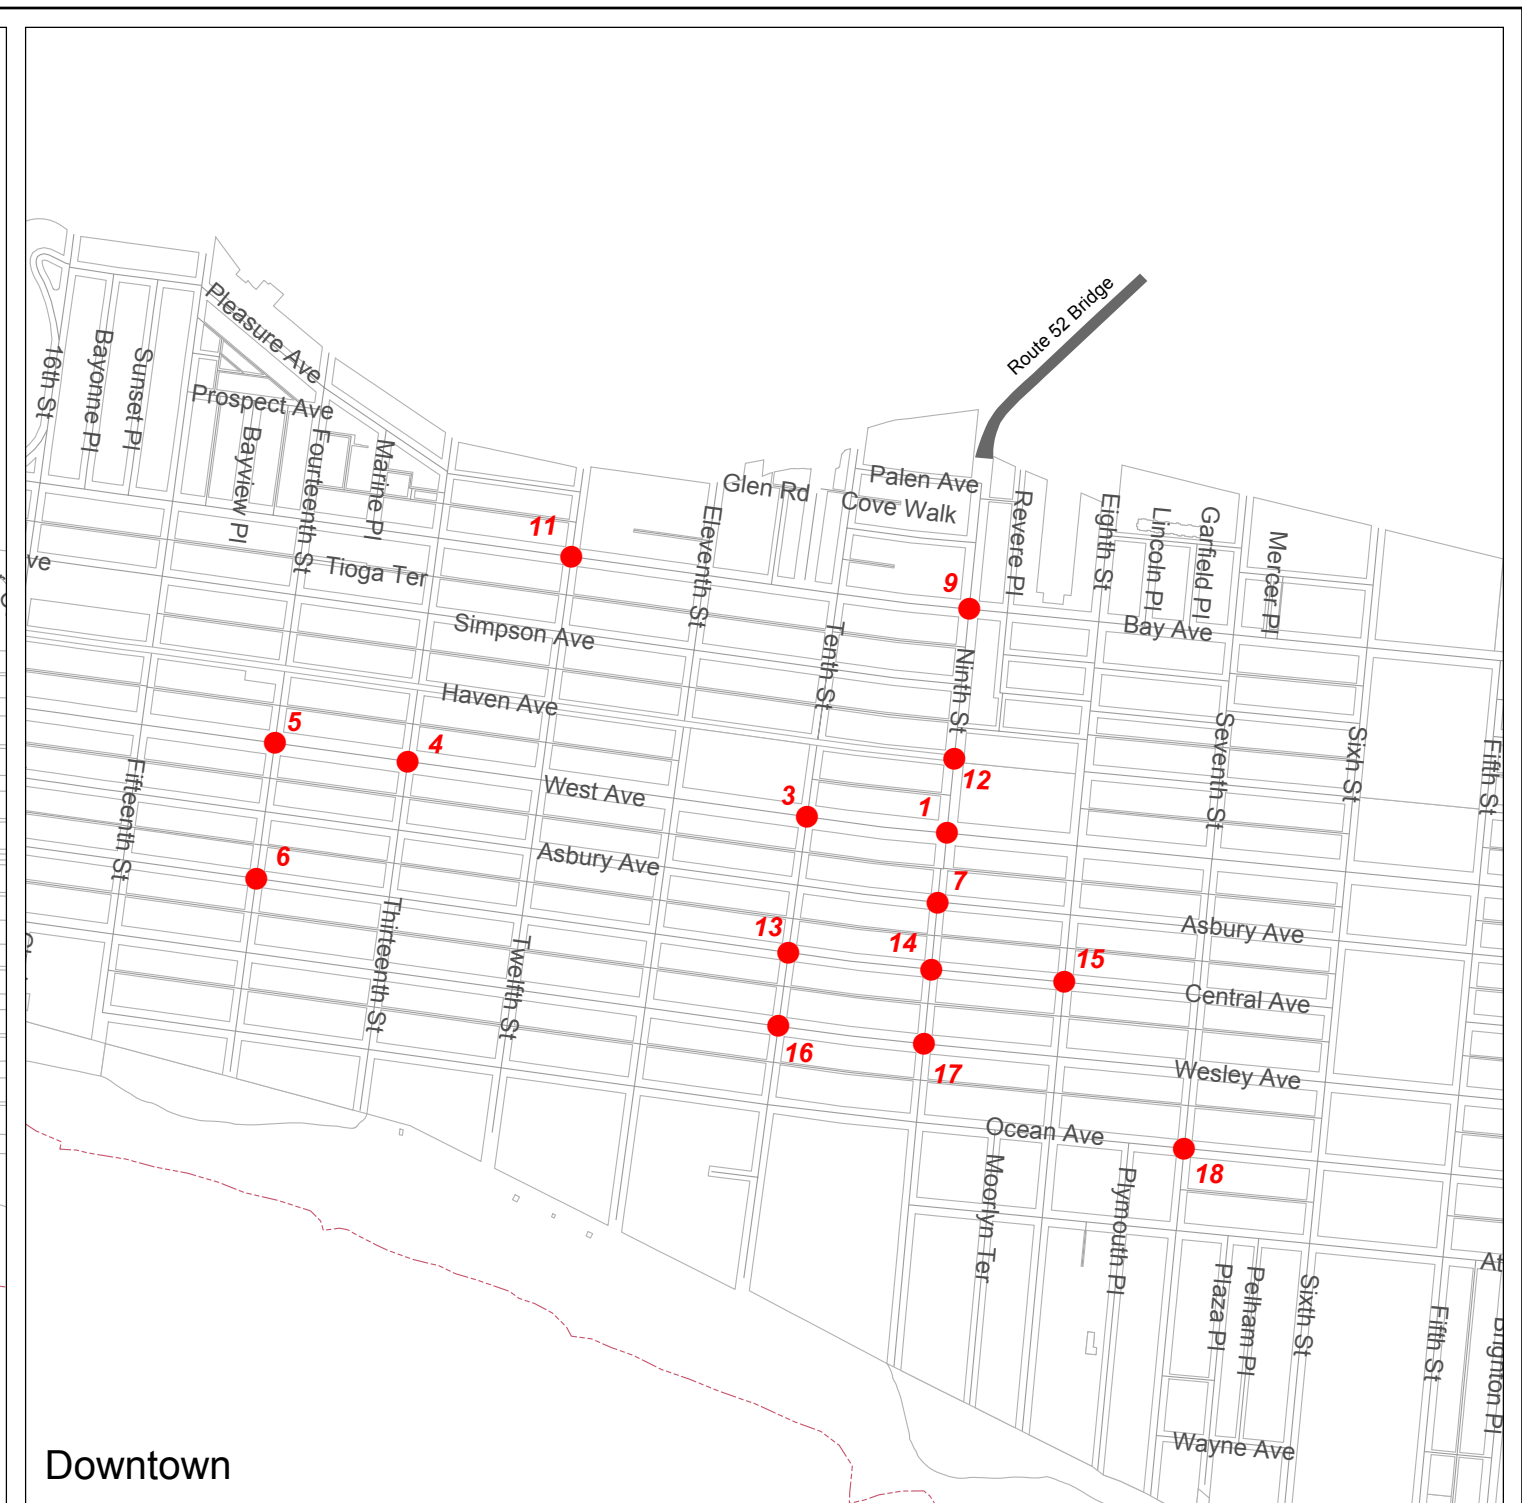 Route 52 Bridge
Pleasure Ave
16th St
Bayonne Pl
Sunset Pl
Prospect Ave
Bayview Pl
Fourteenth St
Marine Pl
Glen Rd
Palen Ave
Cove Walk
Revere Pl
Eighth St
Lincoln Pl
Garfield Pl
Mercer Pl
11
ve
Tioga Ter
Eleventh St
9
Bay Ave
Simpson Ave
Tenth St
Ninth St
Haven Ave
5
4
Seventh St
Sixh St
Fifth St
12
West Ave
3
1
Fifteenth St
6
Asbury Ave
7
Asbury Ave
13
14
15
Thirteenth St
Twelfth St
Central Ave
16
17
Wesley Ave
Ocean Ave
18
Moorlyn Ter
Plymouth Pl
At
Plaza Pl
Pelham Pl
Sixth St
Fifth St
Brighton Pl
Wayne Ave
Downtown